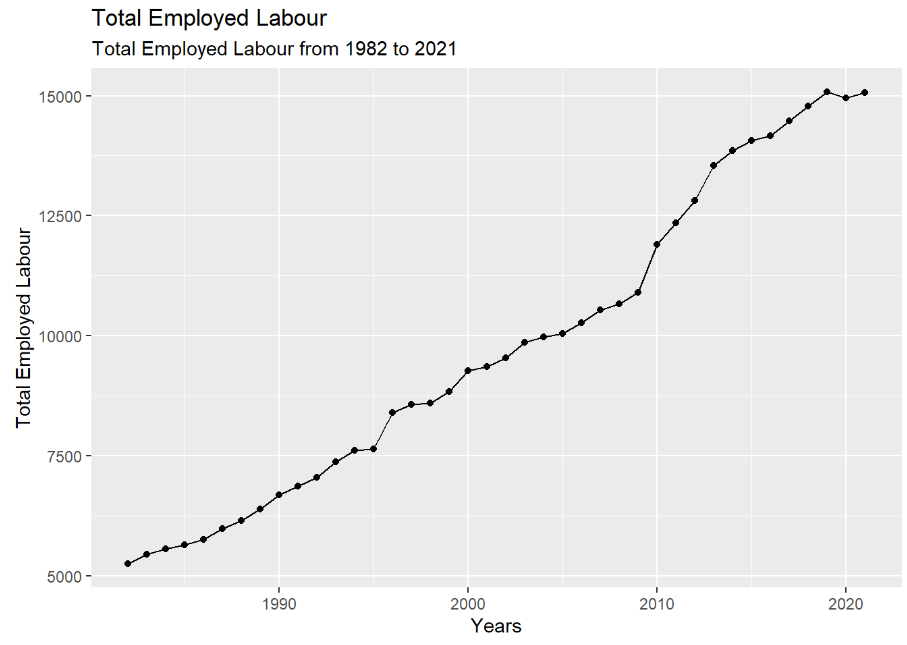 Total Employed Labour
Total Employed Labour from 1982 to 2021
15000
12500
10000
7500
5000
Total Employed Labour
1990 2000 2010 2020
Years